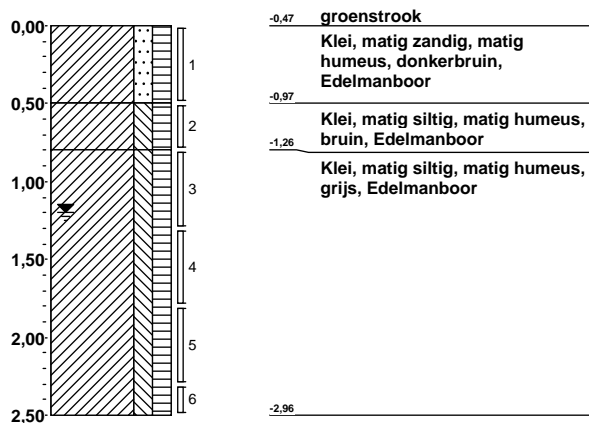 0,00
0,50
1,00
1,50
2,00
2,50
1
2
3
4
5
6
-0,47 groenstrook
Klei, matig zandig, matig
humeus, donkerbruin,
Edelmanboor
-0,97
Klei, matig siltig, matig humeus,
bruin, Edelmanboor
-1,26
Klei, matig siltig, matig humeus,
grijs, Edelmanboor
-2,96